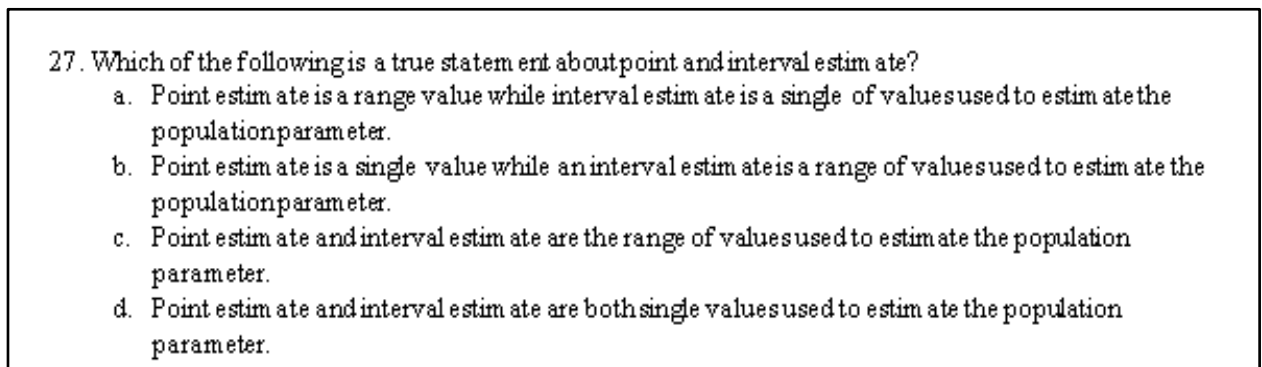 27. Which of the following is a true statement about point and interval estimate?
a. Point estimate is a range value while interval estimate is a single of values used to estimate the
population parameter.
b. Point estimate is a single value while an interval estimate is a range of values used to estimate the
population parameter.
c. Point estimate and interval estimate are the range of values used to estimate the population
parameter.
d. Point estimate and interval estimate are both single values used to estimate the population
parameter.